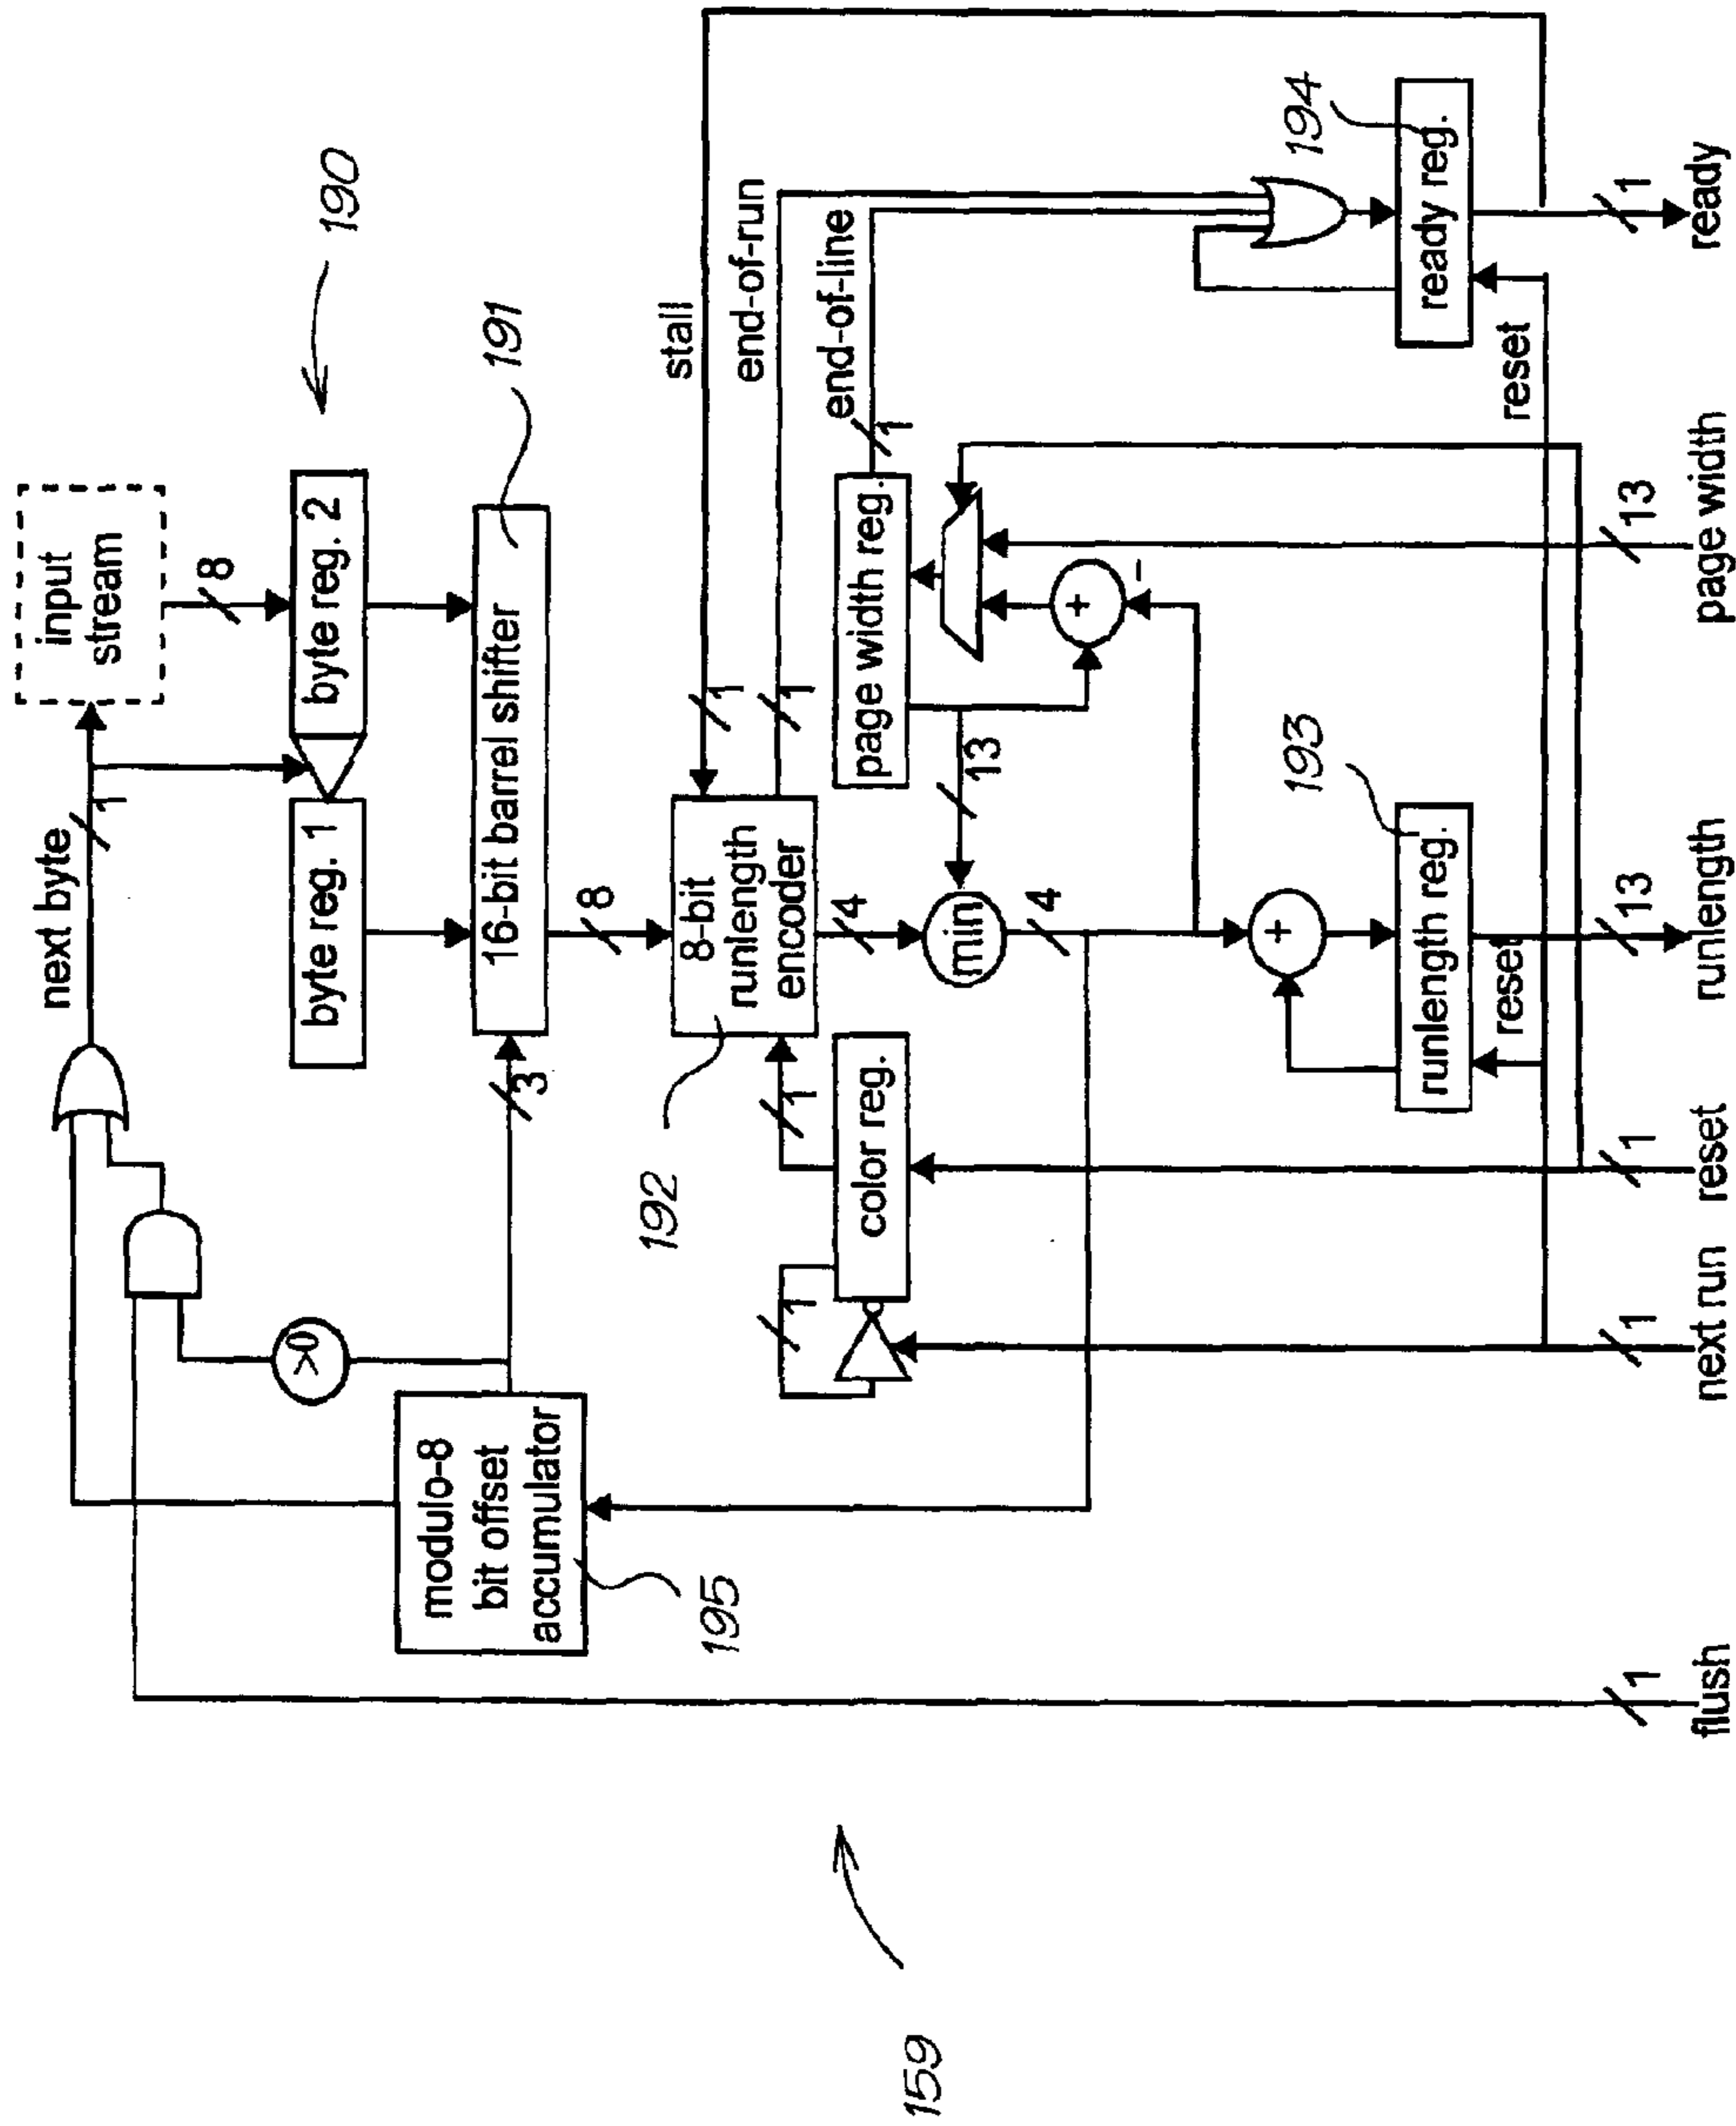 input
stream
next byte
1
8
190
byte reg. 1
byte reg. 2
>0
modulo-8
bit offset
accumulator
195
3
16-bit barrel shifter
191
8
stall
1
end-of-run
1
8-bit
runlength
encoder
192
end-of-line
1
page width reg.
1
color reg.
1
4
min
13
4
+
-
+
193
runlength reg.
reset
194
ready reg.
reset
159
1
flush
1
next run
1
reset
13
runlength
13
page width
1
ready